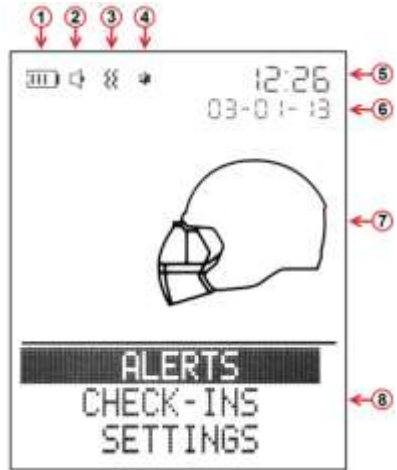 1 2 3 4
12:26 5
03-01-13 6
7
ALERTS
CHECK-INS 8
SETTINGS